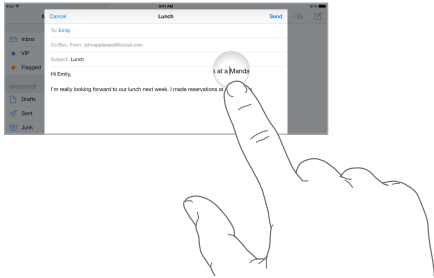 iPad 9:41 AM 91%
Cancel Lunch Send
To: Emily
Inbox
Cc/Bcc, From: johnappleseed@icloud.com
VIP
Subject: Lunch
Flagged
Hi Emily,
at a Manda
MAILBOXES
I'm really looking forward to our lunch next week. I made reservations at
Drafts
Sent
Junk